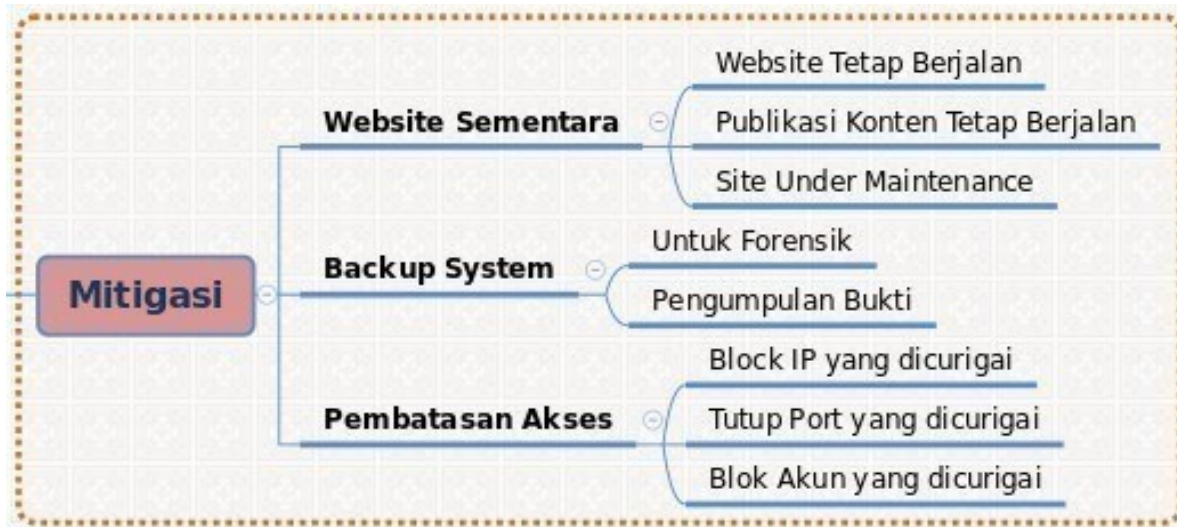 Mitigasi
Website Sementara
Website Tetap Berjalan
Publikasi Konten Tetap Berjalan
Site Under Maintenance
Backup System
Untuk Forensik
Pengumpulan Bukti
Pembatasan Akses
Block IP yang dicurigai
Tutup Port yang dicurigai
Blok Akun yang dicurigai